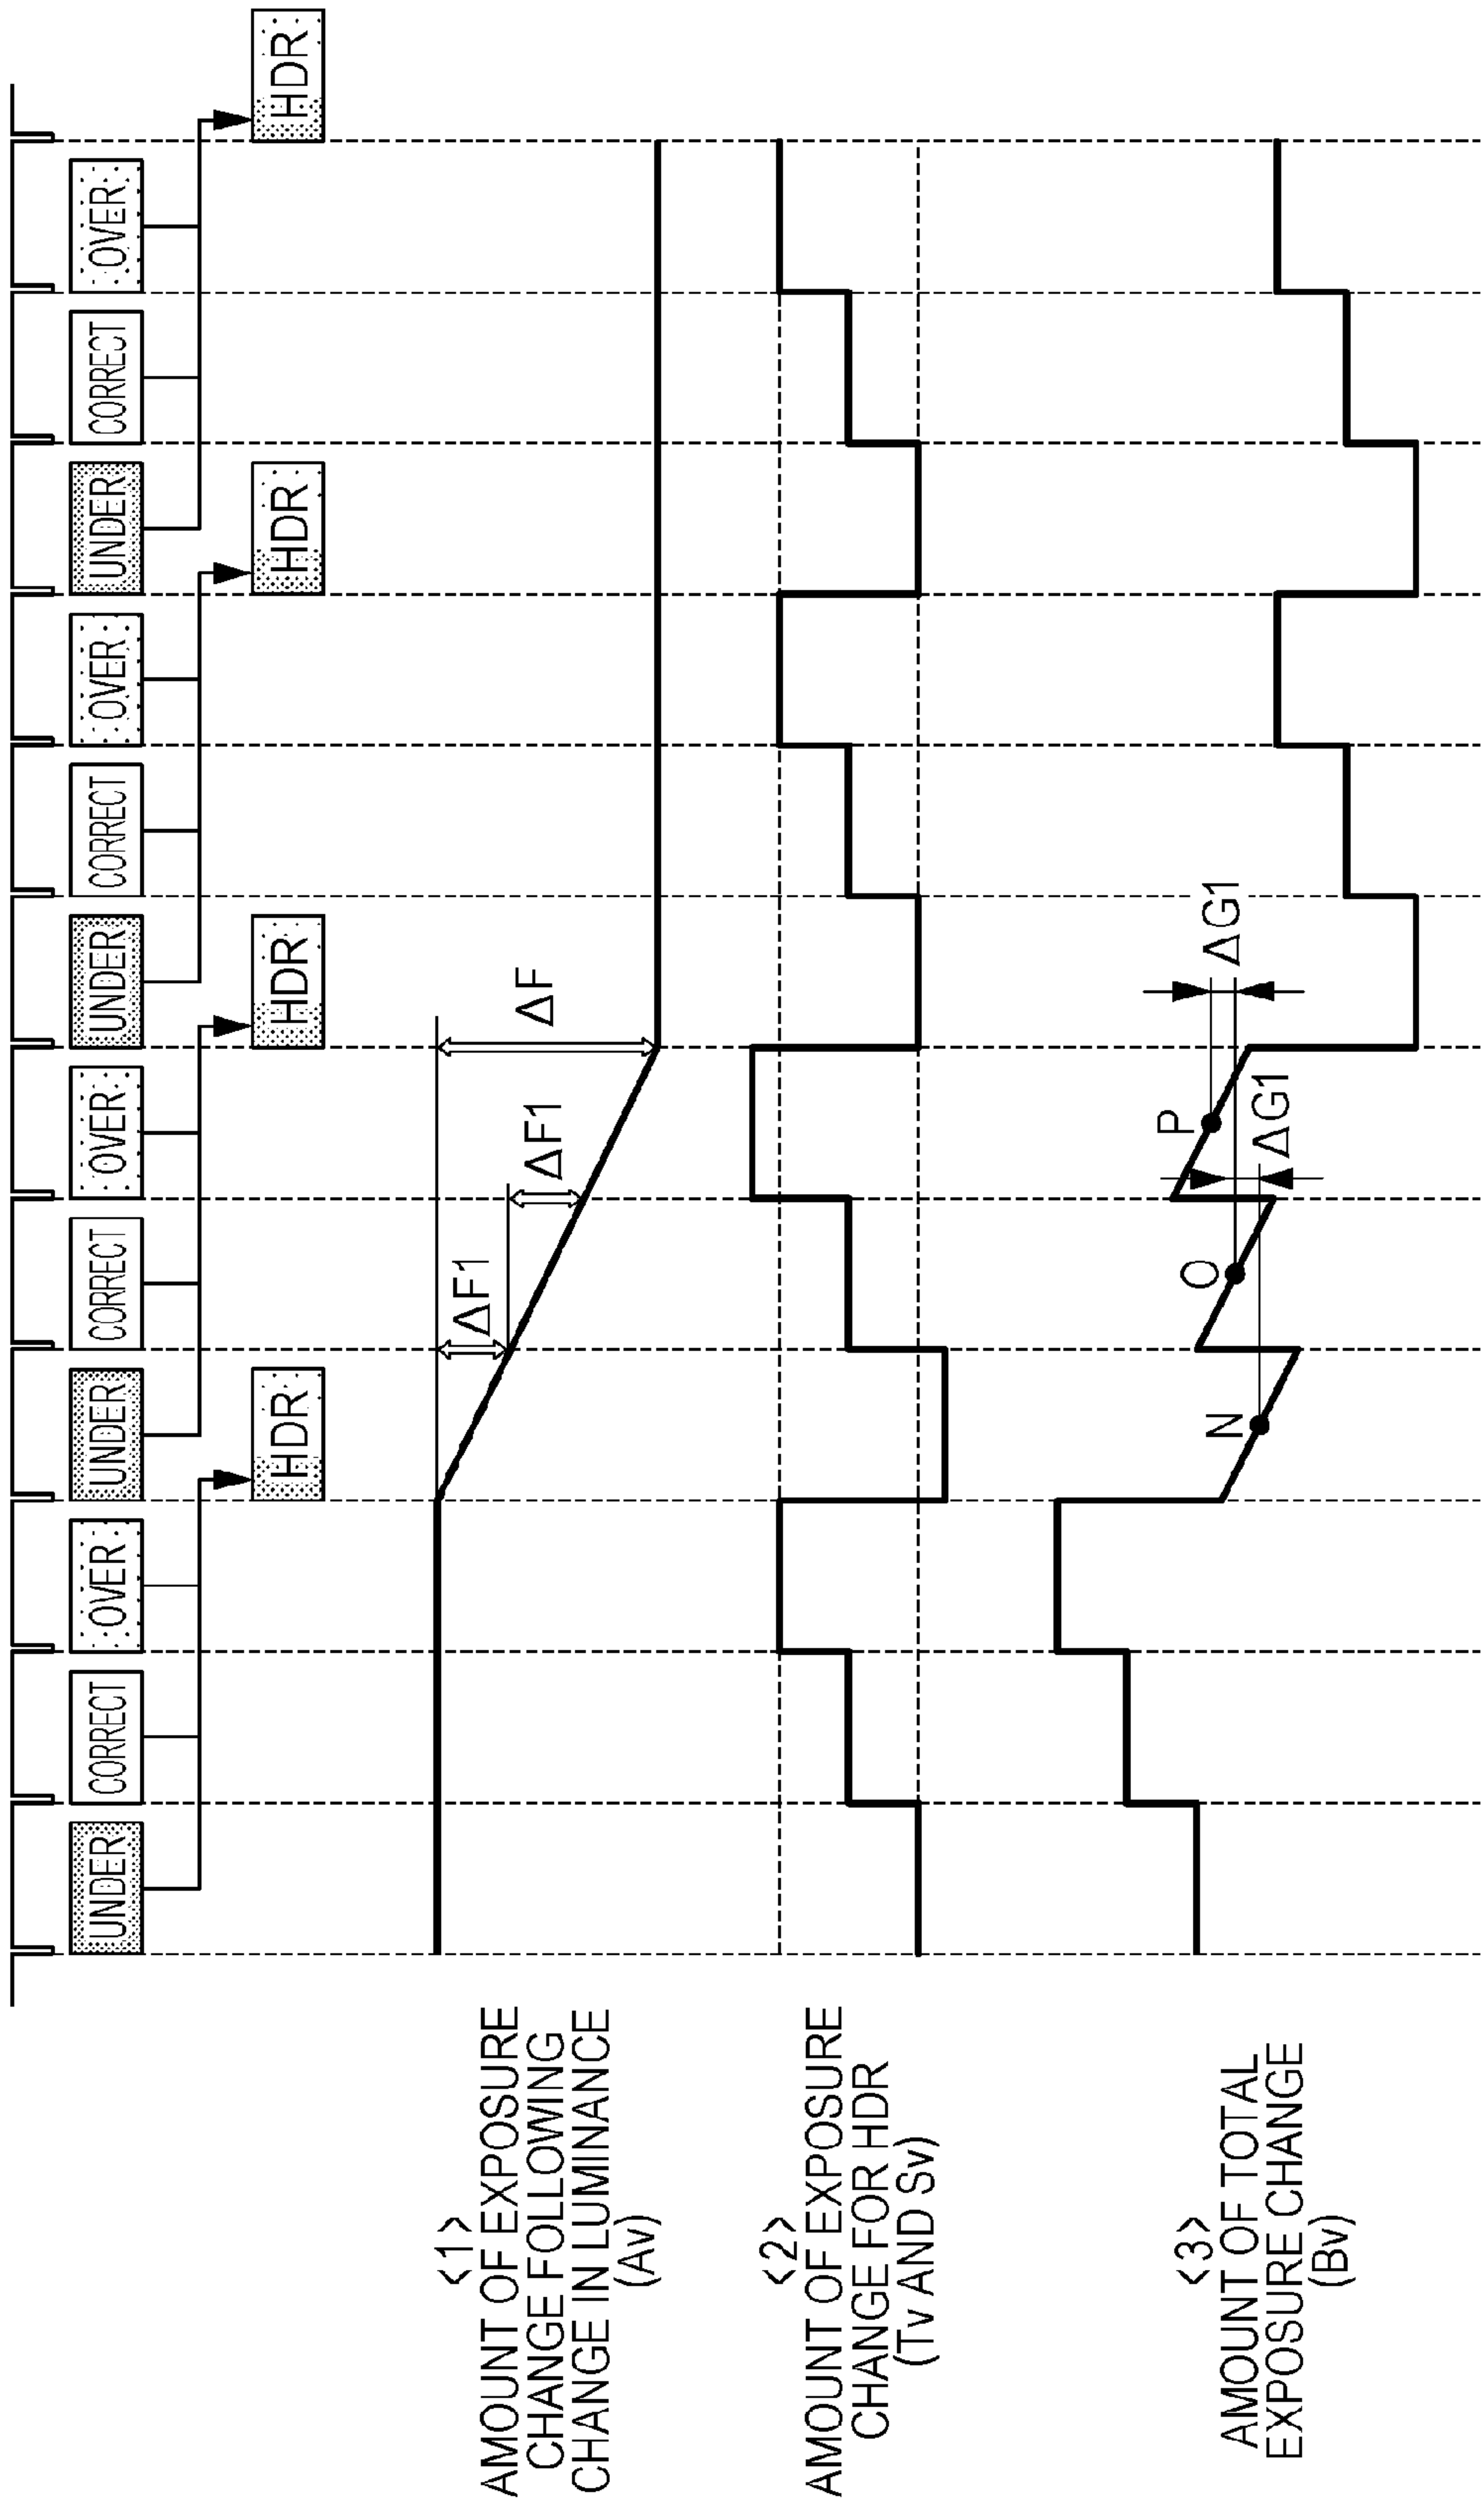 UNDER
CORRECT
OVER
UNDER
CORRECT
OVER
UNDER
CORRECT
OVER
UNDER
CORRECT
OVER
HDR
HDR
HDR
HDR
<1>
AMOUNT OF EXPOSURE
CHANGE FOLLOWING
CHANGE IN LUMINANCE
(Av)
ΔF1
ΔF1
ΔF
<2>
AMOUNT OF EXPOSURE
CHANGE FOR HDR
(Tv AND Sv)
<3>
AMOUNT OF TOTAL
EXPOSURE CHANGE
(Bv)
N
O
P
ΔG1
ΔG1